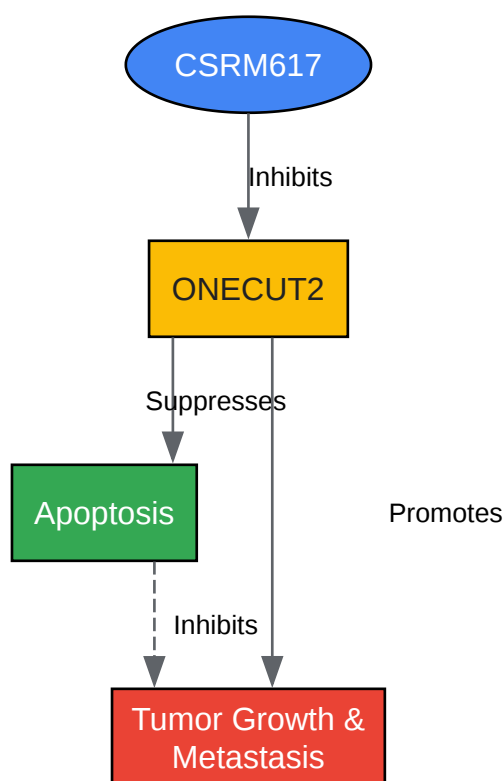 CSRM617
Inhibits
ONECUT2
Suppresses
Apoptosis
Promotes
Inhibits
Tumor Growth &
Metastasis